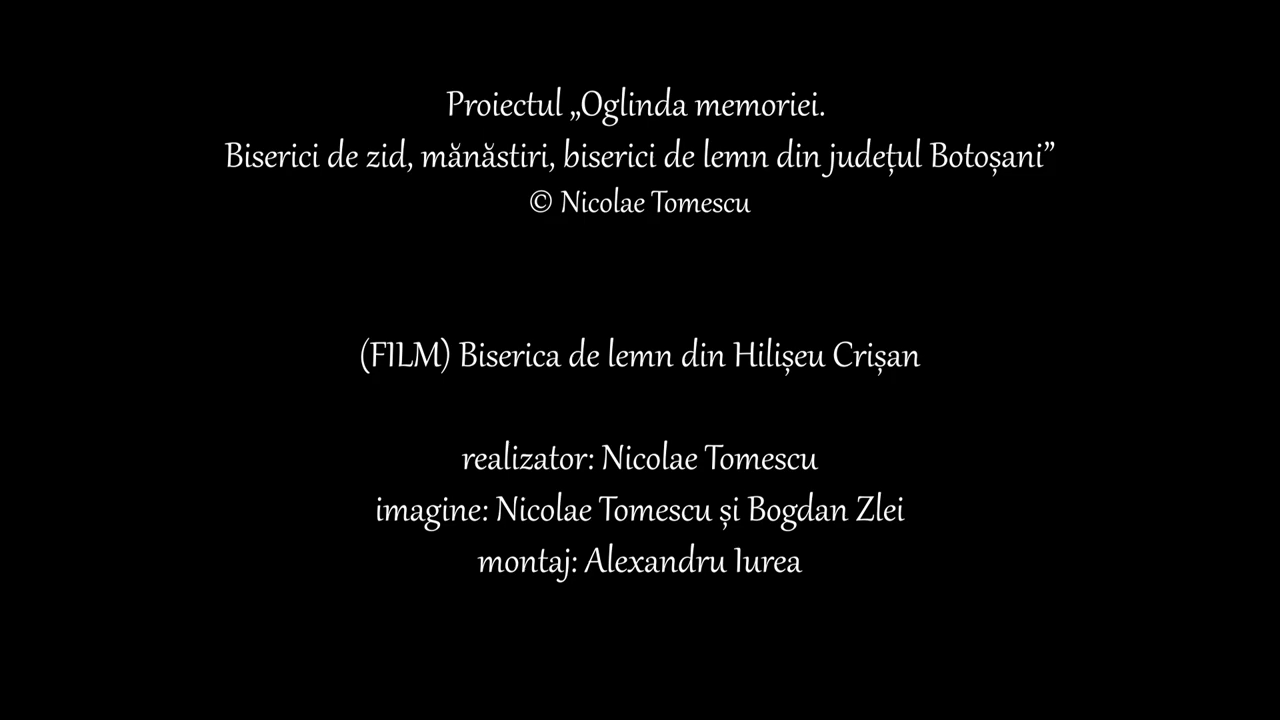 Proiectul „Oglinda memoriei.
Biserici de zid, mănăstiri, biserici de lemn din județul Botoșani”
© Nicolae Tomescu
(FILM) Biserica de lemn din Hilișeu Crișan
realizator: Nicolae Tomescu
imagine: Nicolae Tomescu și Bogdan Zlei
montaj: Alexandru Iurea